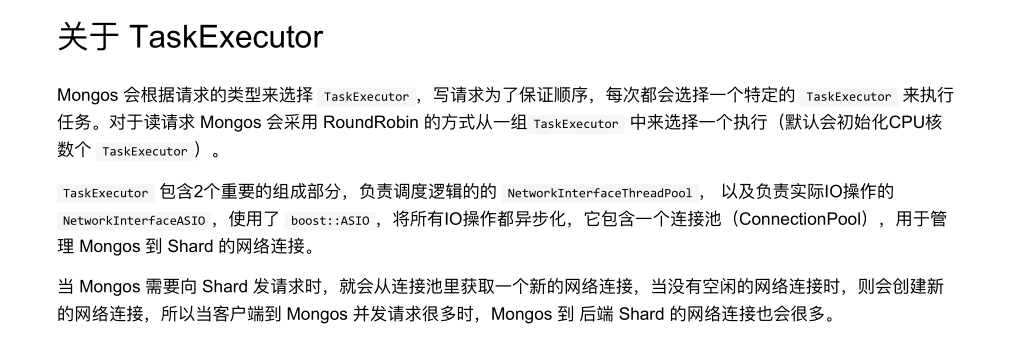 关于 TaskExecutor
Mongos 会根据请求的类型来选择 TaskExecutor ，写请求为了保证顺序，每次都会选择一个特定的 TaskExecutor 来执行
任务。对于读请求 Mongos 会采用 RoundRobin 的方式从一组 TaskExecutor 中来选择一个执行（默认会初始化CPU核
数个 TaskExecutor ）。
TaskExecutor 包含2个重要的组成部分，负责调度逻辑的的 NetworkInterfaceThreadPool ， 以及负责实际IO操作的
NetworkInterfaceASIO ，使用了 boost::ASIO ，将所有IO操作都异步化，它包含一个连接池（ConnectionPool），用于管
理 Mongos 到 Shard 的网络连接。
当 Mongos 需要向 Shard 发请求时，就会从连接池里获取一个新的网络连接，当没有空闲的网络连接时，则会创建新
的网络连接，所以当客户端到 Mongos 并发请求很多时，Mongos 到 后端 Shard 的网络连接也会很多。